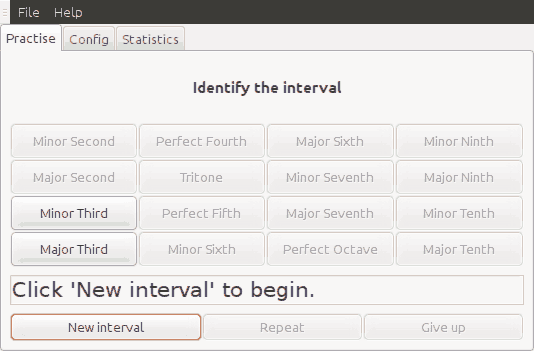 File Help
Practise Config Statistics
Identify the interval
Minor Second Perfect Fourth Major Sixth Minor Ninth
Major Second Tritone Minor Seventh Major Ninth
Minor Third Perfect Fifth Major Seventh Minor Tenth
Major Third Minor Sixth Perfect Octave Major Tenth
Click 'New interval' to begin.
New interval Repeat Give up